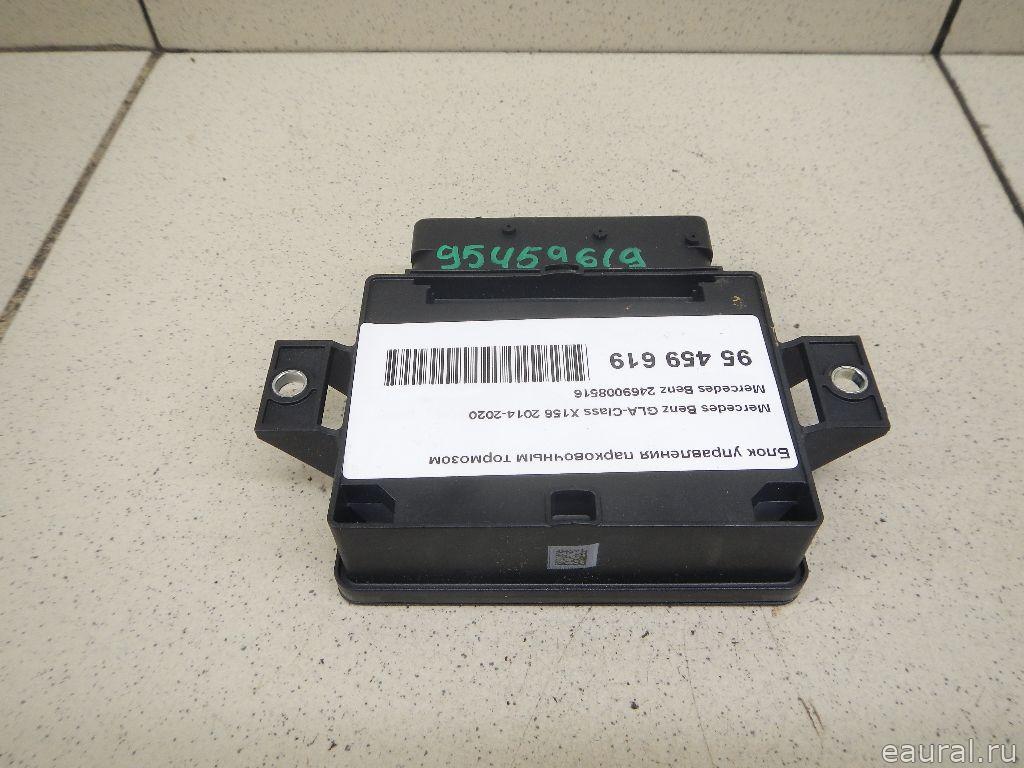 95459619
Блок управления парковочным тормозом
Mercedes Benz GLA-Class X156 2014-2020
Mercedes Benz 2469008516
95 459 619
eaural.ru